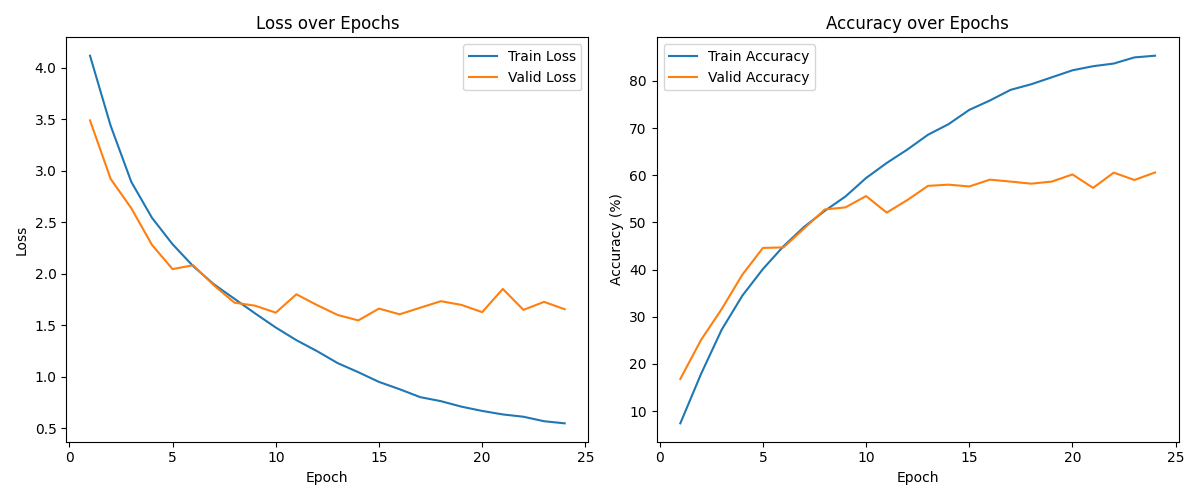 Loss over Epochs
Train Loss
Valid Loss
Loss
4.0
3.5
3.0
2.5
2.0
1.5
1.0
0.5
0 5 10 15 20 25
Epoch
Accuracy over Epochs
Train Accuracy
Valid Accuracy
Accuracy (%)
80
70
60
50
40
30
20
10
0 5 10 15 20 25
Epoch